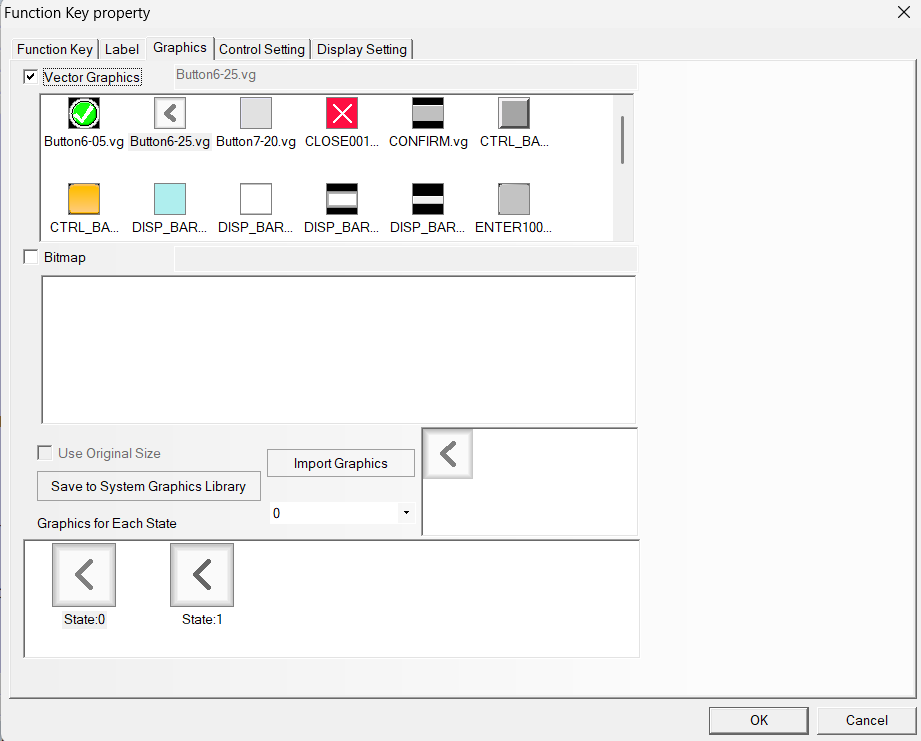 Function Key property
Function Key Label Graphics Control Setting Display Setting
Vector Graphics Button6-25.vg
Button6-05.vg Button6-25.vg Button7-20.vg CLOSE001... CONFIRM.vg CTRL_BA...
CTRL_BA... DISP_BAR... DISP_BAR... DISP_BAR... DISP_BAR... ENTER100...
Bitmap
Use Original Size
Import Graphics
Save to System Graphics Library
0
Graphics for Each State
State:0 State:1
OK Cancel